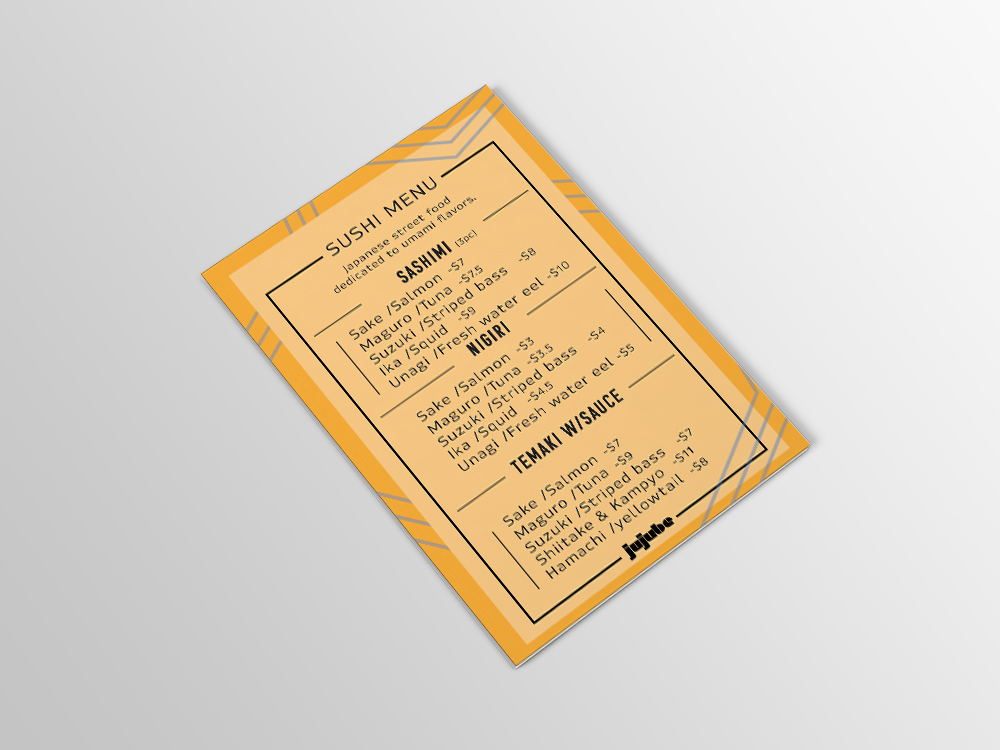 SUSHI MENU
Japanese street food
dedicated to umami flavors.
SASHIMI (3pc)
Sake /Salmon -$7
Maguro /Tuna -$7.5
Suzuki /Striped bass -$8
Ika /Squid -$9
Unagi /Fresh water eel -$10
NIGIRI
Sake /Salmon -$3
Maguro /Tuna -$3.5
Suzuki /Striped bass -$4
Ika /Squid -$4.5
Unagi /Fresh water eel -$5
TEMAKI W/SAUCE
Sake /Salmon -$7
Maguro /Tuna -$9
Suzuki /Striped bass -$7
Shiitake & Kampyo -$11
Hamachi /yellowtail -$8
jujube